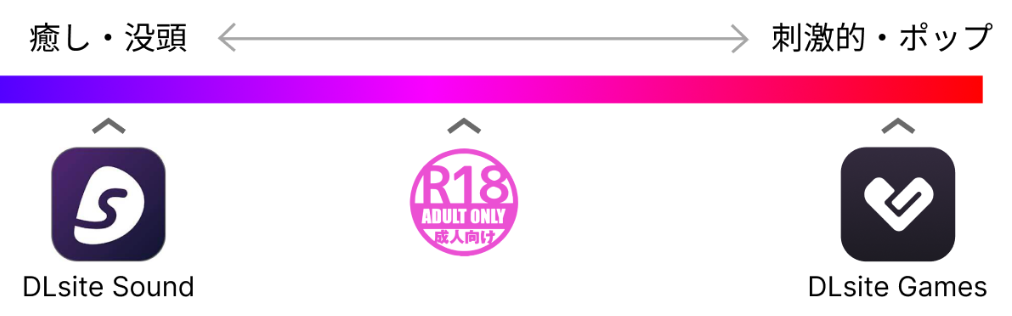 癒し・没頭
刺激的・ポップ
S
R18
ADULT ONLY
成人向け
DLsite Sound
DLsite Games